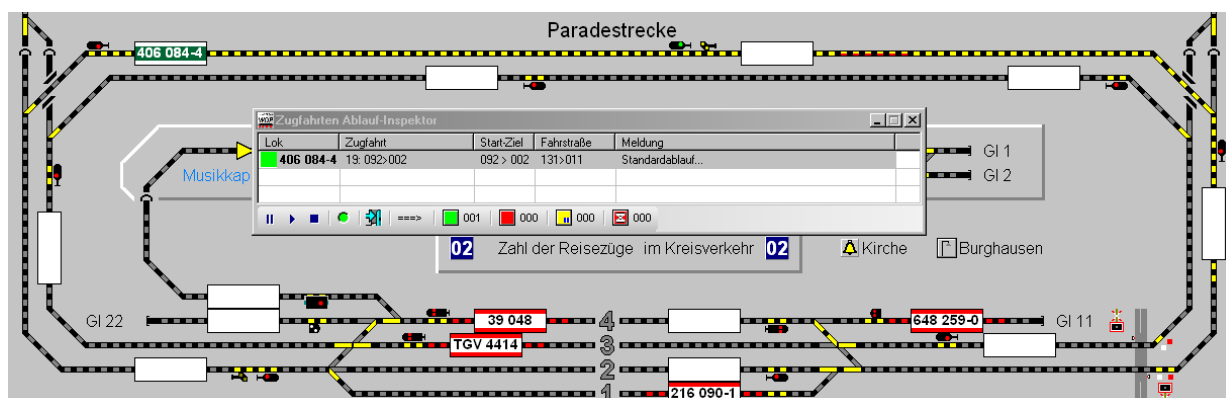 Paradestrecke
406 084-4
Zugfahrten Ablauf-Inspektor
Lok Zugfahrt Start-Ziel Fahrstraße Meldung
406 084-4 19: 092>002 092 > 002 131>011 Standardablauf...
===> 001 000 000 000
Musikkap
Gl 1
Gl 2
02 Zahl der Reisezüge im Kreisverkehr 02
Kirche
Burghausen
Gl 22
39 048
4
648 259-0
Gl 11
TGV 4414
3
2
1
216 090-1